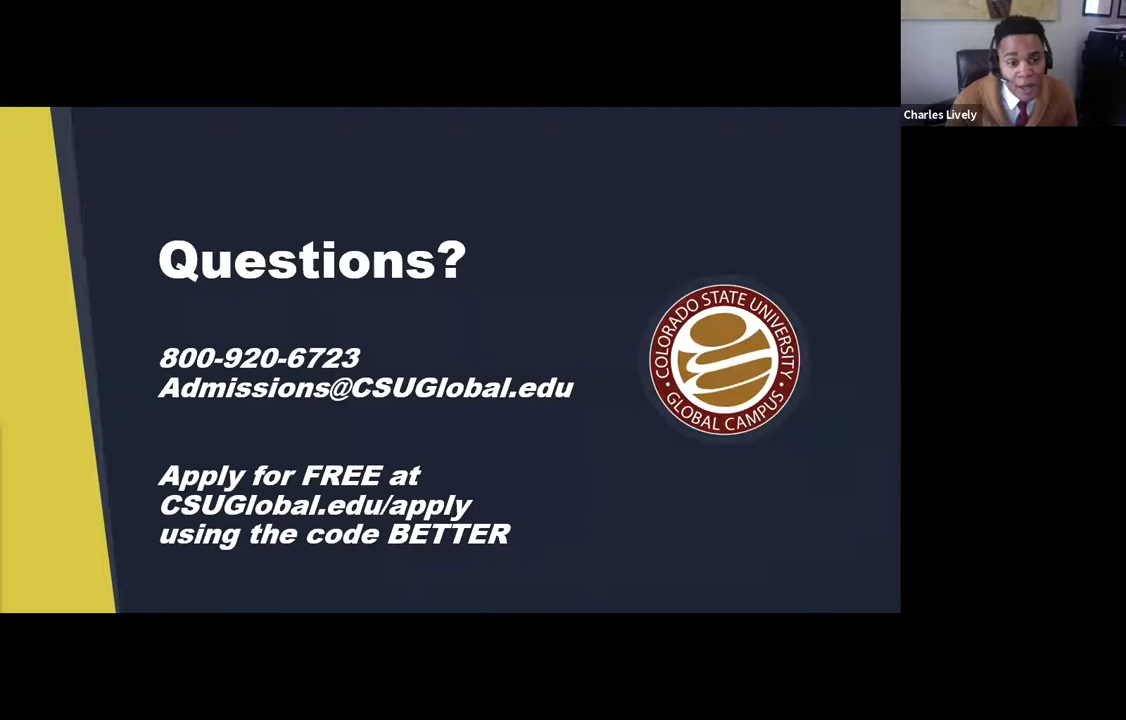 Charles Lively
Questions?
800-920-6723
Admissions@CSUGlobal.edu
COLORADO STATE UNIVERSITY
• GLOBAL CAMPUS •
Apply for FREE at
CSUGlobal.edu/apply
using the code BETTER